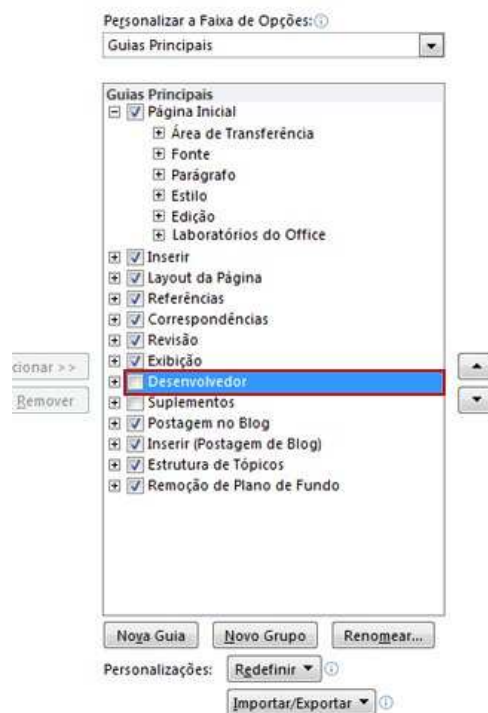 Personalizar a Faixa de Opções:
Guias Principais
Guias Principais
Página Inicial
Área de Transferência
Fonte
Parágrafo
Estilo
Edição
Laboratórios do Office
Inserir
Layout da Página
Referências
Correspondências
Revisão
Exibição
cionar >>
Desenvolvedor
Remover
Suplementos
Postagem no Blog
Inserir (Postagem de Blog)
Estrutura de Tópicos
Remoção de Plano de Fundo
Nova Guia Novo Grupo Renomear...
Personalizações: Redefinir
Importar/Exportar